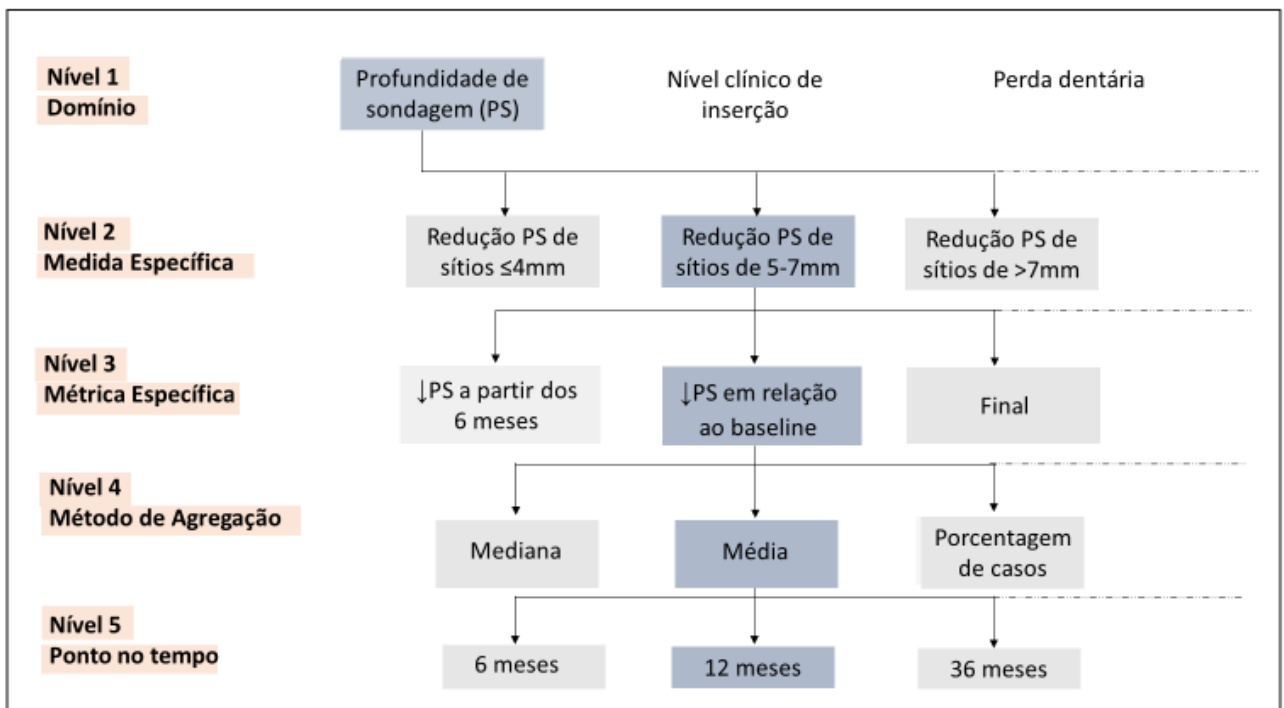 Nível 1
Domínio
Profundidade de
sondagem (PS)
Nível clínico de
inserção
Perda dentária
Nível 2
Medida Específica
Redução PS de
sítios ≤4mm
Redução PS de
sítios de 5-7mm
Redução PS de
sítios de >7mm
Nível 3
Métrica Específica
↓PS a partir dos
6 meses
↓PS em relação
ao baseline
Final
Nível 4
Método de Agregação
Mediana
Média
Porcentagem
de casos
Nível 5
Ponto no tempo
6 meses
12 meses
36 meses